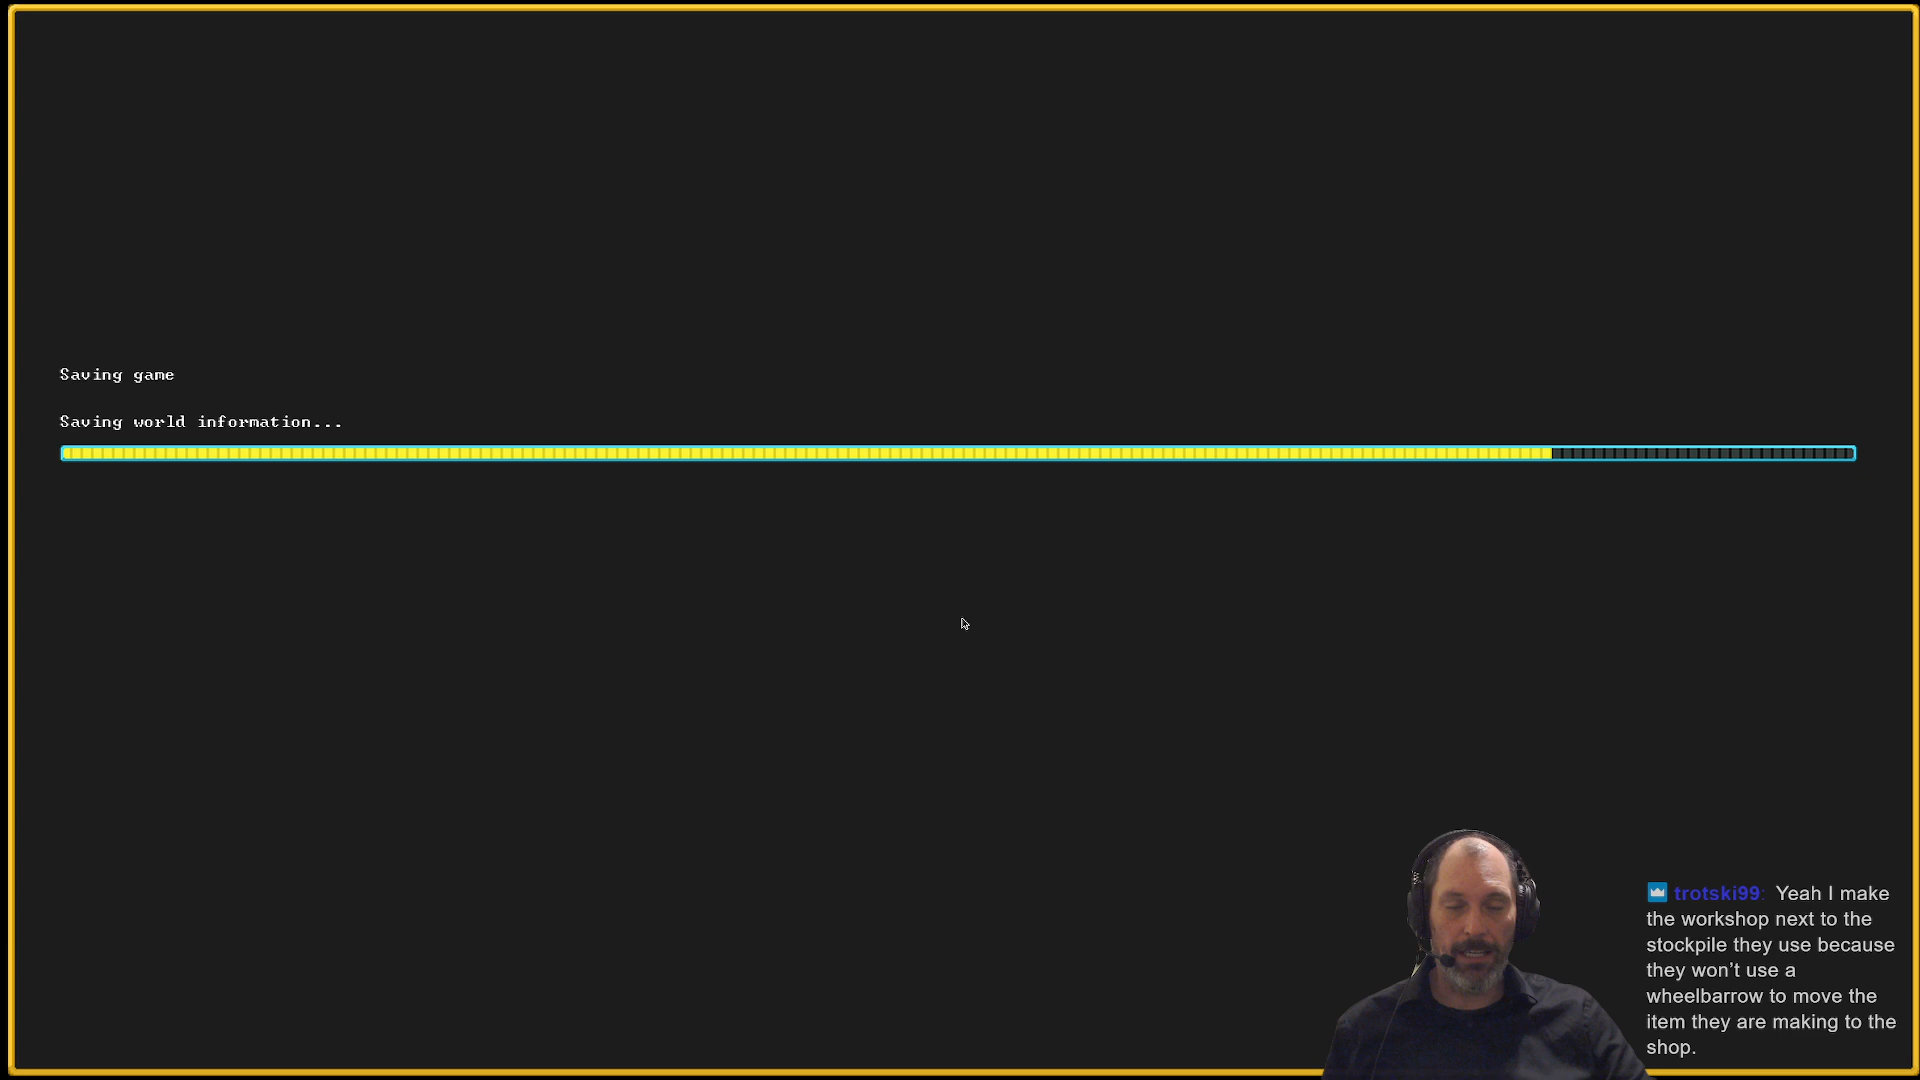 Saving game
Saving world information...
trotski99: Yeah I make
the workshop next to the
stockpile they use because
they won't use a
wheelbarrow to move the
item they are making to the
shop.